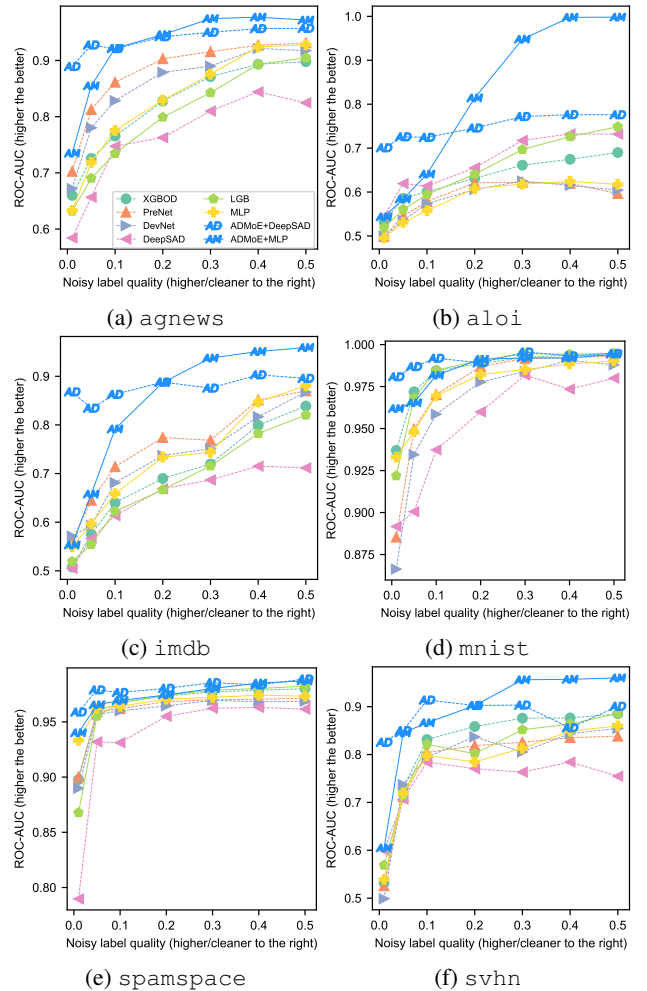 ROC-AUC (higher the better)
0.9
0.8
0.7
0.6
XGBOD
PreNet
DevNet
DeepSAD
LGB
MLP
AD ADMoE+DeepSAD
AM ADMoE+MLP
0.0 0.1 0.2 0.3 0.4 0.5
Noisy label quality (higher/cleaner to the right)
(a) agnews
ROC-AUC (higher the better)
1.0
0.9
0.8
0.7
0.6
0.5
0.0 0.1 0.2 0.3 0.4 0.5
Noisy label quality (higher/cleaner to the right)
(b) aloi
ROC-AUC (higher the better)
0.9
0.8
0.7
0.6
0.5
0.0 0.1 0.2 0.3 0.4 0.5
Noisy label quality (higher/cleaner to the right)
(c) imdb
ROC-AUC (higher the better)
1.000
0.975
0.950
0.925
0.900
0.875
0.0 0.1 0.2 0.3 0.4 0.5
Noisy label quality (higher/cleaner to the right)
(d) mnist
ROC-AUC (higher the better)
0.95
0.90
0.85
0.80
0.0 0.1 0.2 0.3 0.4 0.5
Noisy label quality (higher/cleaner to the right)
(e) spamspace
ROC-AUC (higher the better)
0.9
0.8
0.7
0.6
0.5
0.0 0.1 0.2 0.3 0.4 0.5
Noisy label quality (higher/cleaner to the right)
(f) svhn